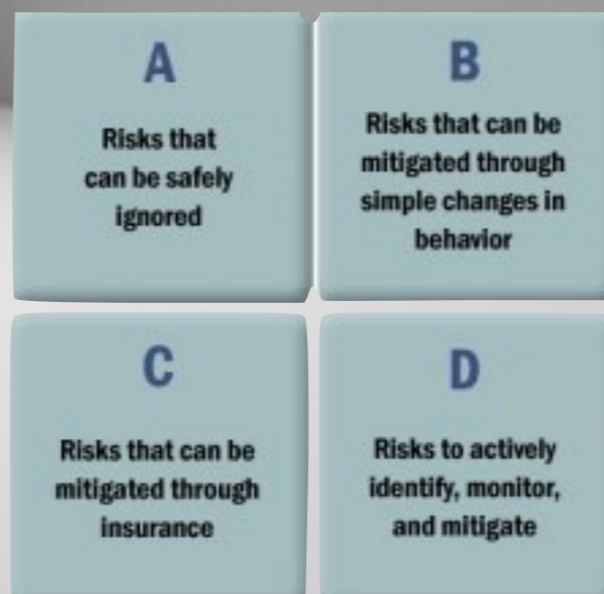 A
Risks that
can be safely
ignored
B
Risks that can be
mitigated through
simple changes in
behavior
C
Risks that can be
mitigated through
insurance
D
Risks to actively
identify, monitor,
and mitigate